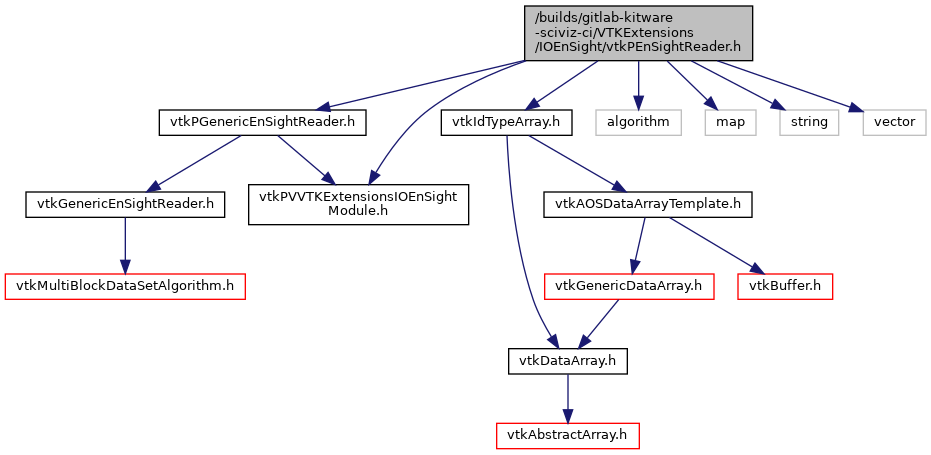 /builds/gitlab-kitware
-sciviz-ci/VTKExtensions
/IOEnSight/vtkPEnSightReader.h
vtkPGenericEnSightReader.h
vtkIdTypeArray.h
algorithm
map
string
vector
vtkGenericEnSightReader.h
vtkPVVTKExtensionsIOEnSight
Module.h
vtkAOSDataArrayTemplate.h
vtkMultiBlockDataSetAlgorithm.h
vtkGenericDataArray.h
vtkBuffer.h
vtkDataArray.h
vtkAbstractArray.h